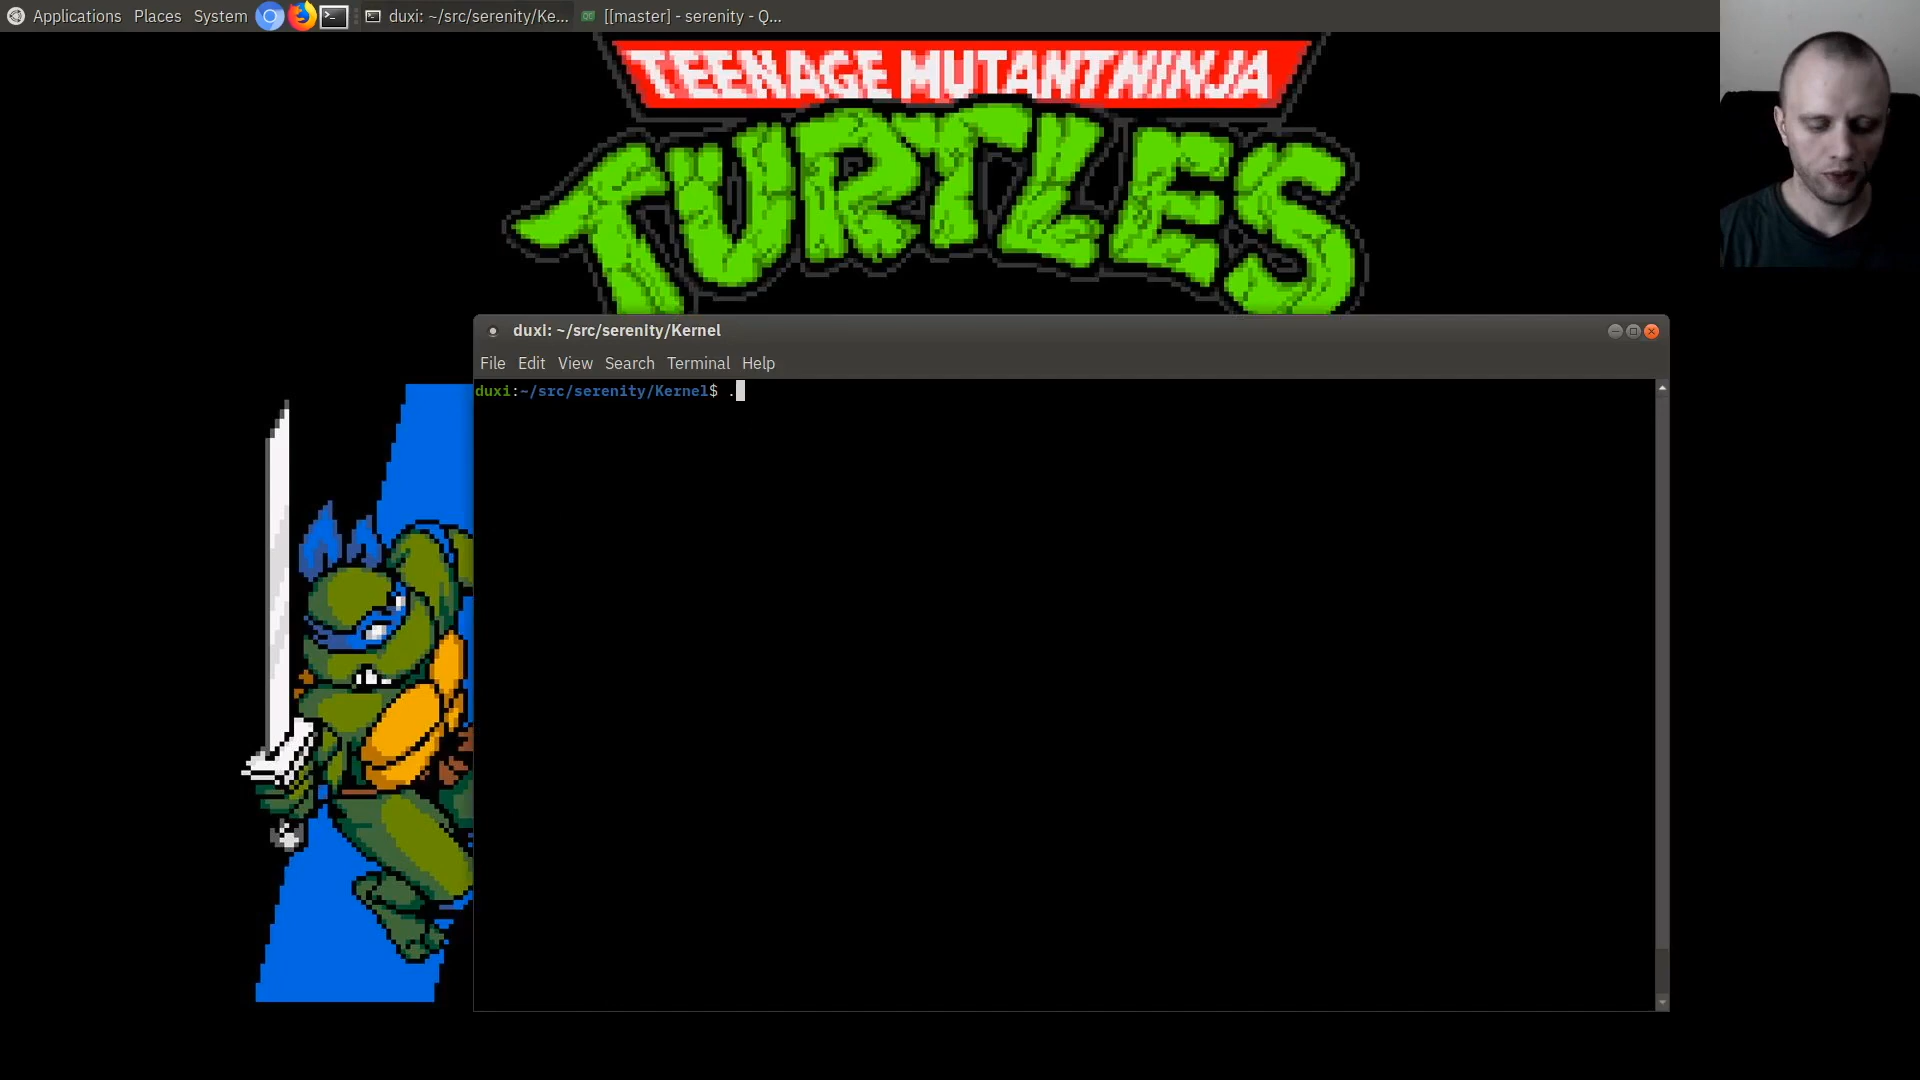 Applications Places System duxi: ~/src/serenity/Ke... [[master] - serenity - Q...
TEENAGE MUTANT NINJA
TURTLES
duxi: ~/src/serenity/Kernel
File Edit View Search Terminal Help
duxi:~/src/serenity/Kernel$ .